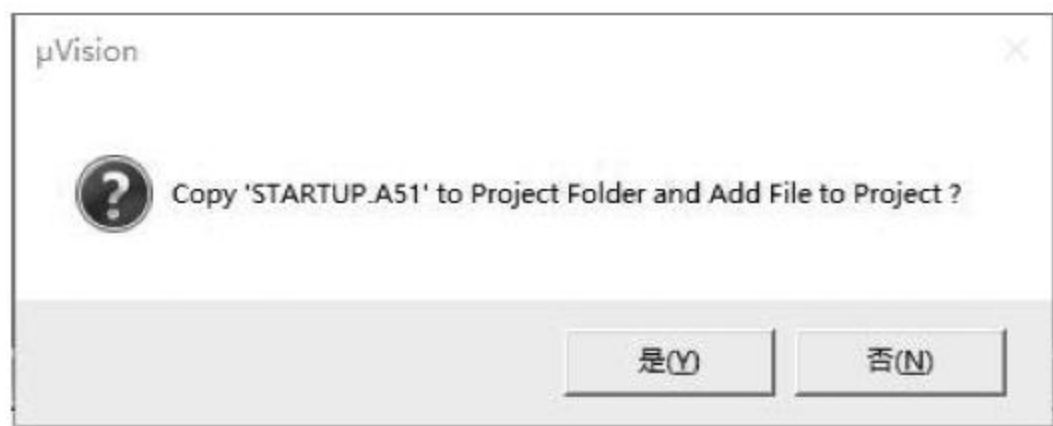 μVision
Copy 'STARTUP.A51' to Project Folder and Add File to Project ?
是(Y)
否(N)